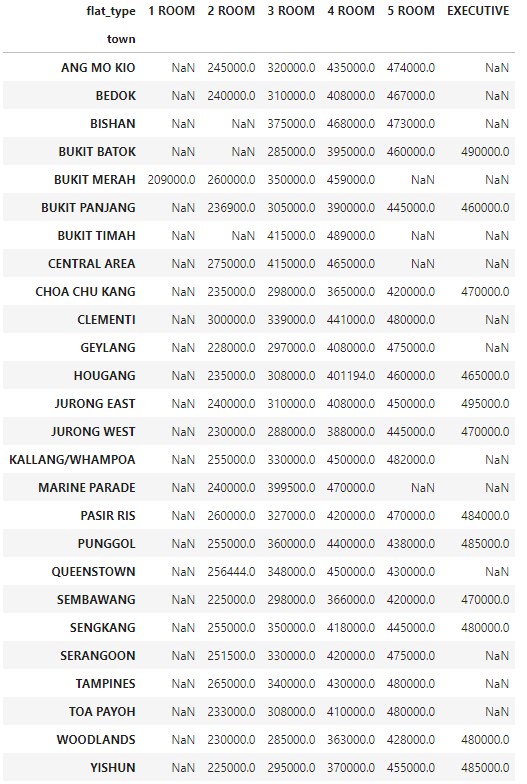 flat_type 1 ROOM 2 ROOM 3 ROOM 4 ROOM 5 ROOM EXECUTIVE
town
ANG MO KIO NaN 245000.0 320000.0 435000.0 474000.0 NaN
BEDOK NaN 240000.0 310000.0 408000.0 467000.0 NaN
BISHAN NaN NaN 375000.0 468000.0 473000.0 NaN
BUKIT BATOK NaN NaN 285000.0 395000.0 460000.0 490000.0
BUKIT MERAH 209000.0 260000.0 350000.0 459000.0 NaN NaN
BUKIT PANJANG NaN 236900.0 305000.0 390000.0 445000.0 460000.0
BUKIT TIMAH NaN NaN 415000.0 489000.0 NaN NaN
CENTRAL AREA NaN 275000.0 415000.0 465000.0 NaN NaN
CHOA CHU KANG NaN 235000.0 298000.0 365000.0 420000.0 470000.0
CLEMENTI NaN 300000.0 339000.0 441000.0 480000.0 NaN
GEYLANG NaN 228000.0 297000.0 408000.0 475000.0 NaN
HOUGANG NaN 235000.0 308000.0 401194.0 460000.0 465000.0
JURONG EAST NaN 240000.0 310000.0 408000.0 450000.0 495000.0
JURONG WEST NaN 230000.0 288000.0 388000.0 445000.0 470000.0
KALLANG/WHAMPOA NaN 255000.0 330000.0 450000.0 482000.0 NaN
MARINE PARADE NaN 240000.0 399500.0 470000.0 NaN NaN
PASIR RIS NaN 260000.0 327000.0 420000.0 470000.0 484000.0
PUNGGOL NaN 255000.0 360000.0 440000.0 438000.0 485000.0
QUEENSTOWN NaN 256444.0 348000.0 450000.0 430000.0 NaN
SEMBAWANG NaN 225000.0 298000.0 366000.0 420000.0 470000.0
SENGKANG NaN 255000.0 350000.0 418000.0 445000.0 480000.0
SERANGOON NaN 251500.0 330000.0 420000.0 475000.0 NaN
TAMPINES NaN 265000.0 340000.0 430000.0 480000.0 NaN
TOA PAYOH NaN 233000.0 308000.0 410000.0 480000.0 NaN
WOODLANDS NaN 230000.0 285000.0 363000.0 428000.0 480000.0
YISHUN NaN 225000.0 295000.0 370000.0 455000.0 485000.0